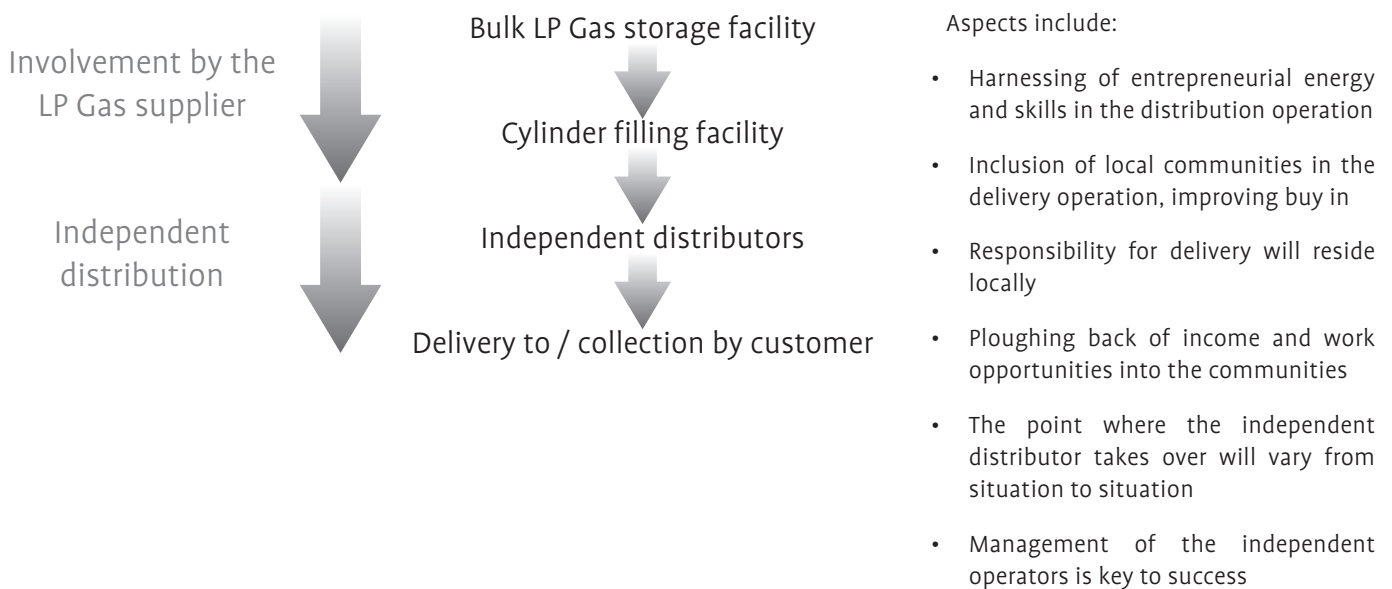 Involvement by the
LP Gas supplier
Independent
distribution
Bulk LP Gas storage facility
Cylinder filling facility
Independent distributors
Delivery to / collection by customer
Aspects include:
• Harnessing of entrepreneurial energy
and skills in the distribution operation
• Inclusion of local communities in the
delivery operation, improving buy in
• Responsibility for delivery will reside
locally
• Ploughing back of income and work
opportunities into the communities
• The point where the independent
distributor takes over will vary from
situation to situation
• Management of the independent
operators is key to success